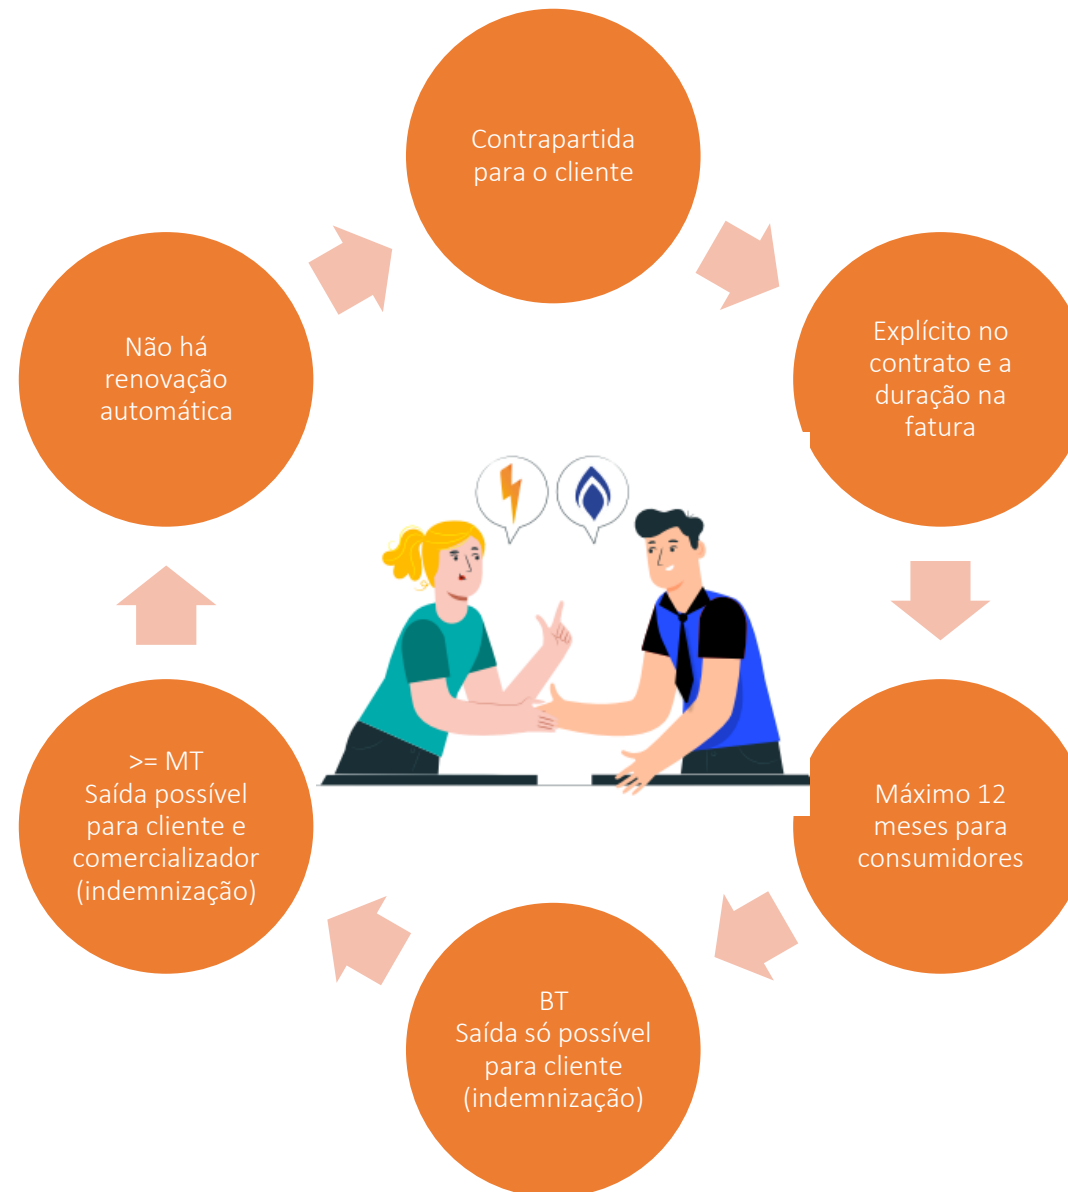 Contrapartida
para o cliente
Explícito no
contrato e a
duração na
fatura
Máximo 12
meses para
consumidores
BT
Saída só possível
para cliente
(indemnização)
>= MT
Saída possível
para cliente e
comercializador
(indemnização)
Não há
renovação
automática